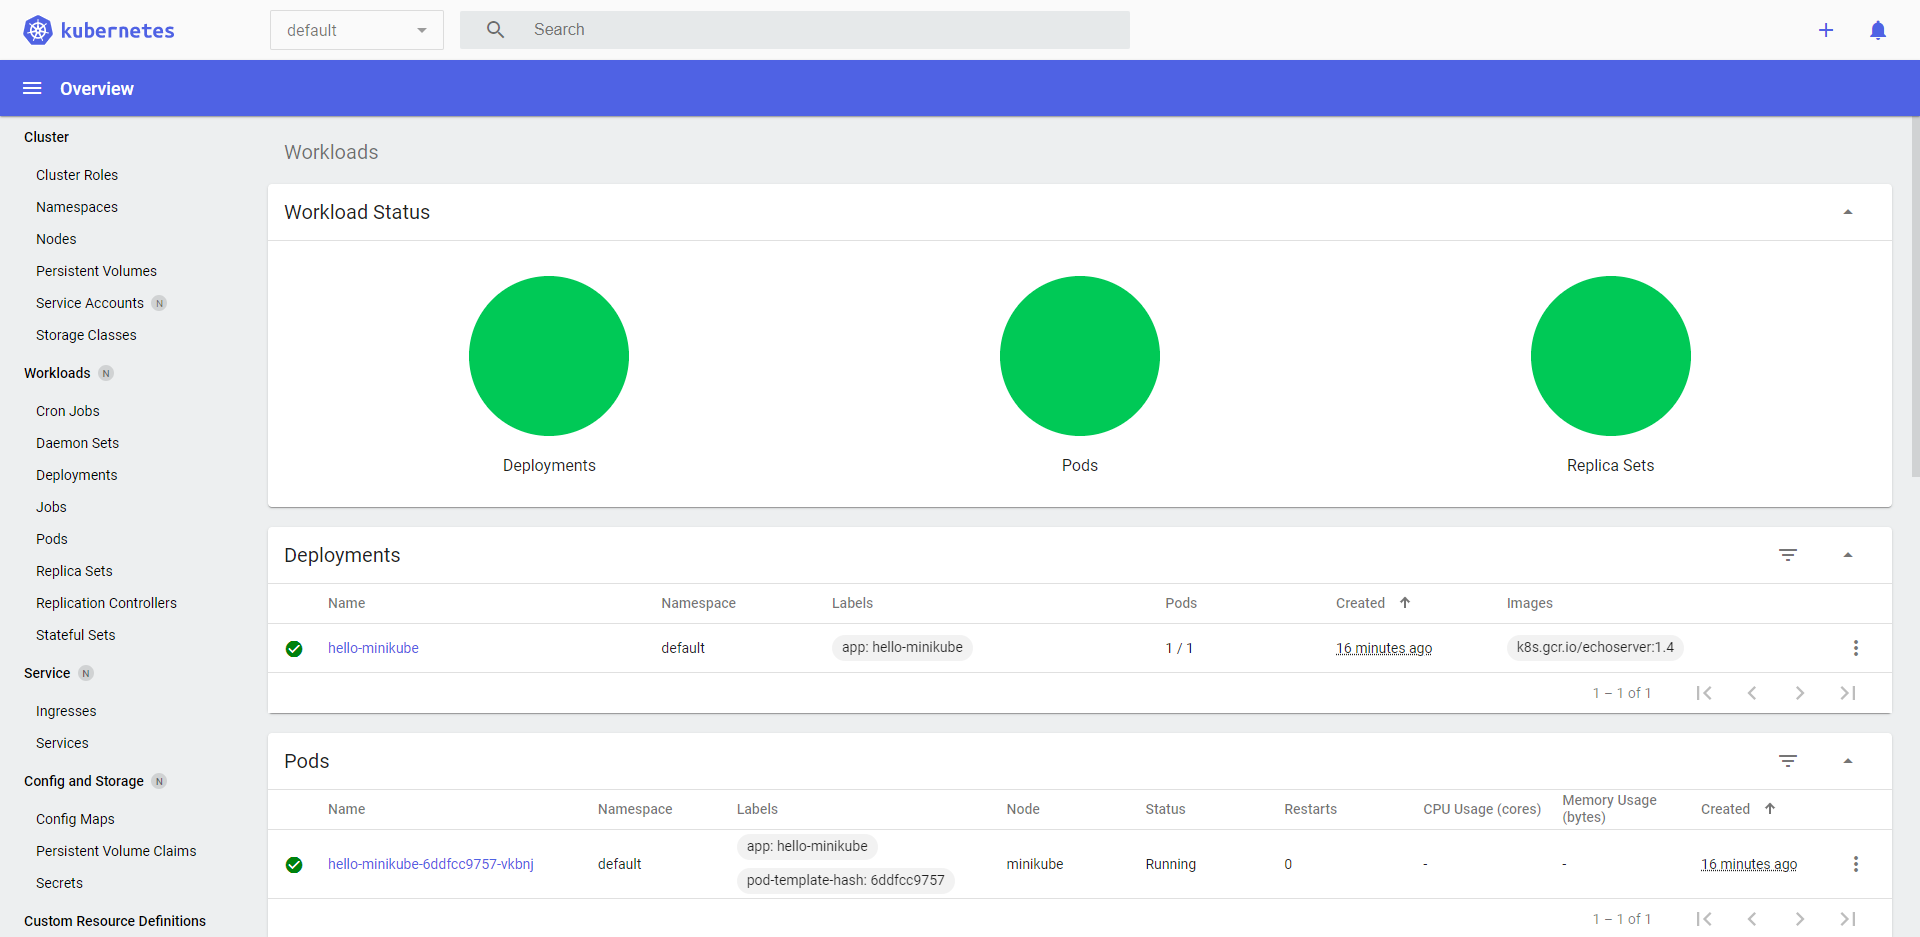 kubernetes
default
Search
Overview
Cluster
Cluster Roles
Namespaces
Nodes
Persistent Volumes
Service Accounts N
Storage Classes
Workloads N
Cron Jobs
Daemon Sets
Deployments
Jobs
Pods
Replica Sets
Replication Controllers
Stateful Sets
Service N
Ingresses
Services
Config and Storage N
Config Maps
Persistent Volume Claims
Secrets
Custom Resource Definitions
Workloads
Workload Status
Deployments Pods Replica Sets
Deployments
Name Namespace Labels Pods Created Images
hello-minikube default app: hello-minikube 1 / 1 16 minutes ago k8s.gcr.io/echoserver:1.4
1 – 1 of 1
Pods
Name Namespace Labels Node Status Restarts CPU Usage (cores) Memory Usage (bytes) Created
hello-minikube-6ddfcc9757-vkbnj default app: hello-minikube pod-template-hash: 6ddfcc9757 minikube Running 0 - - 16 minutes ago
1 – 1 of 1